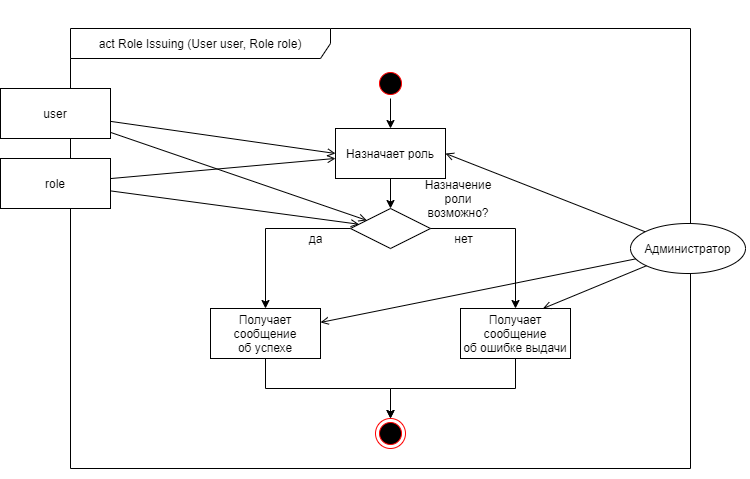 act Role Issuing (User user, Role role)
user
Назначает роль
role
Назначение
роли
возможно?
да
нет
Администратор
Получает
сообщение
об успехе
Получает
сообщение
об ошибке выдачи